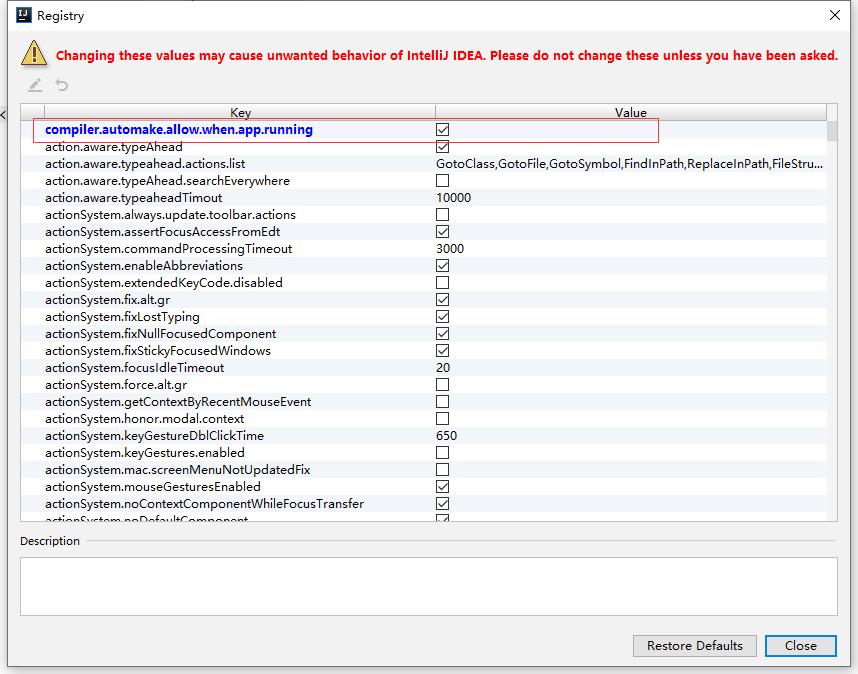 Registry
Changing these values may cause unwanted behavior of IntelliJ IDEA. Please do not change these unless you have been asked.
Key Value
compiler.automake.allow.when.app.running
action.aware.typeAhead
action.aware.typeahead.actions.list GotoClass,GotoFile,GotoSymbol,FindInPath,ReplaceInPath,FileStru...
action.aware.typeAhead.searchEverywhere
action.aware.typeaheadTimout 10000
actionSystem.always.update.toolbar.actions
actionSystem.assertFocusAccessFromEdt
actionSystem.commandProcessingTimeout 3000
actionSystem.enableAbbreviations
actionSystem.extendedKeyCode.disabled
actionSystem.fix.alt.gr
actionSystem.fixLostTyping
actionSystem.fixNullFocusedComponent
actionSystem.fixStickyFocusedWindows
actionSystem.focusIdleTimeout 20
actionSystem.force.alt.gr
actionSystem.getContextByRecentMouseEvent
actionSystem.honor.modal.context
actionSystem.keyGestureDblClickTime 650
actionSystem.keyGestures.enabled
actionSystem.mac.screenMenuNotUpdatedFix
actionSystem.mouseGesturesEnabled
actionSystem.noContextComponentWhileFocusTransfer
actionSystem.noDefaultComponent
Description
Restore Defaults Close